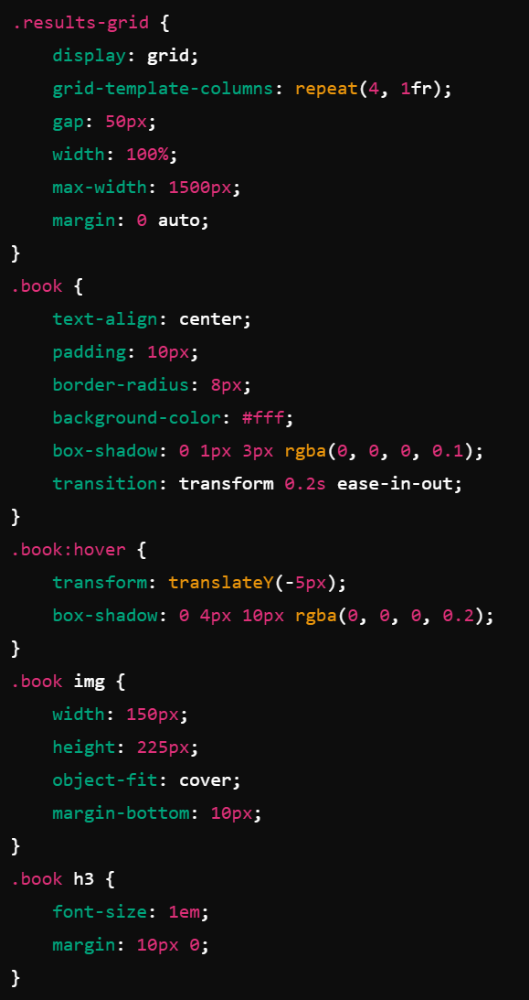 .results-grid {
    display: grid;
    grid-template-columns: repeat(4, 1fr);
    gap: 50px;
    width: 100%;
    max-width: 1500px;
    margin: 0 auto;
}
.book {
    text-align: center;
    padding: 10px;
    border-radius: 8px;
    background-color: #fff;
    box-shadow: 0 1px 3px rgba(0, 0, 0, 0.1);
    transition: transform 0.2s ease-in-out;
}
.book:hover {
    transform: translateY(-5px);
    box-shadow: 0 4px 10px rgba(0, 0, 0, 0.2);
}
.book img {
    width: 150px;
    height: 225px;
    object-fit: cover;
    margin-bottom: 10px;
}
.book h3 {
    font-size: 1em;
    margin: 10px 0;
}